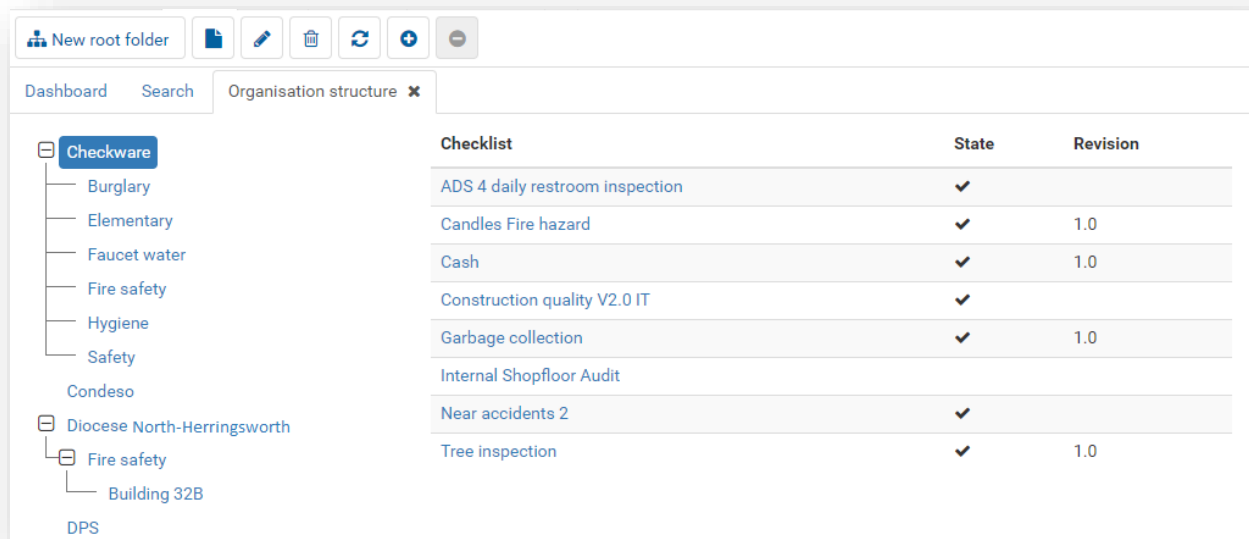 New root folder
Dashboard Search Organisation structure
Checkware
Burglary
Elementary
Faucet water
Fire safety
Hygiene
Safety
Condeso
Diocese North-Herringsworth
Fire safety
Building 32B
DPS
Checklist State Revision
ADS 4 daily restroom inspection
Candles Fire hazard 1.0
Cash 1.0
Construction quality V2.0 IT
Garbage collection 1.0
Internal Shopfloor Audit
Near accidents 2
Tree inspection 1.0